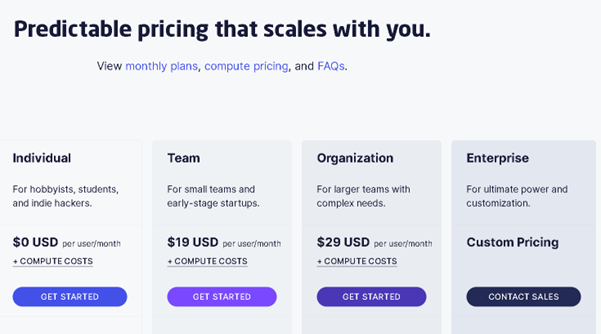 Predictable pricing that scales with you.
View monthly plans, compute pricing, and FAQs.
Individual
For hobbyists, students,
and indie hackers.
$0 USD per user/month
+ COMPUTE COSTS
GET STARTED
Team
For small teams and
early-stage startups.
$19 USD per user/month
+ COMPUTE COSTS
GET STARTED
Organization
For larger teams with
complex needs.
$29 USD per user/month
+ COMPUTE COSTS
GET STARTED
Enterprise
For ultimate power and
customization.
Custom Pricing
CONTACT SALES